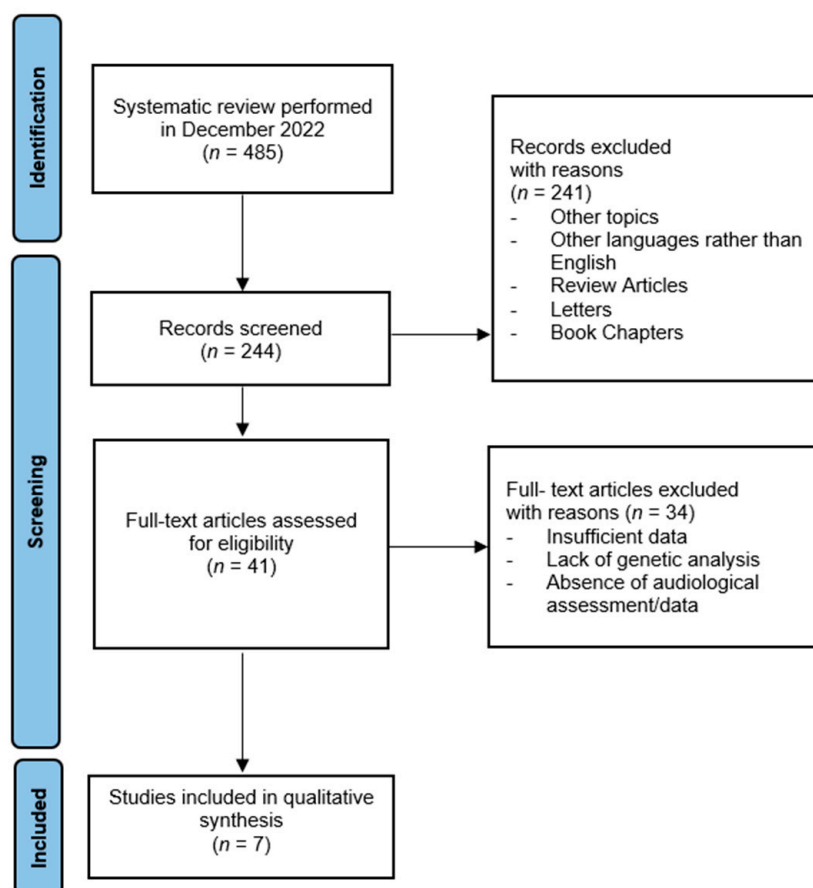 Identification
Systematic review performed
in December 2022
(n = 485)
Records excluded
with reasons
(n = 241)
- Other topics
- Other languages rather than
English
- Review Articles
- Letters
- Book Chapters
Screening
Records screened
(n = 244)
Full-text articles assessed
for eligibility
(n = 41)
Full- text articles excluded
with reasons (n = 34)
- Insufficient data
- Lack of genetic analysis
- Absence of audiological
assessment/data
Included
Studies included in qualitative
synthesis
(n = 7)